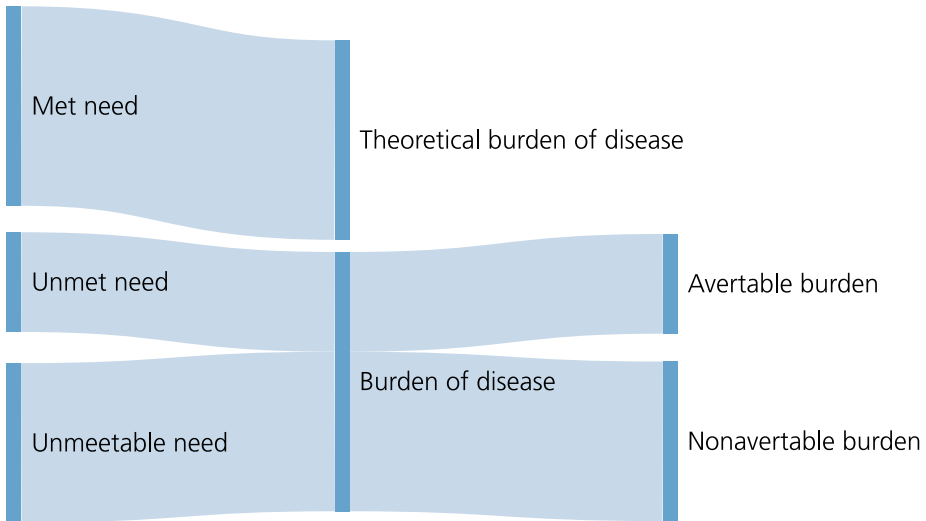 Met need
Theoretical burden of disease
Unmet need
Avertable burden
Burden of disease
Unmeetable need
Nonavertable burden